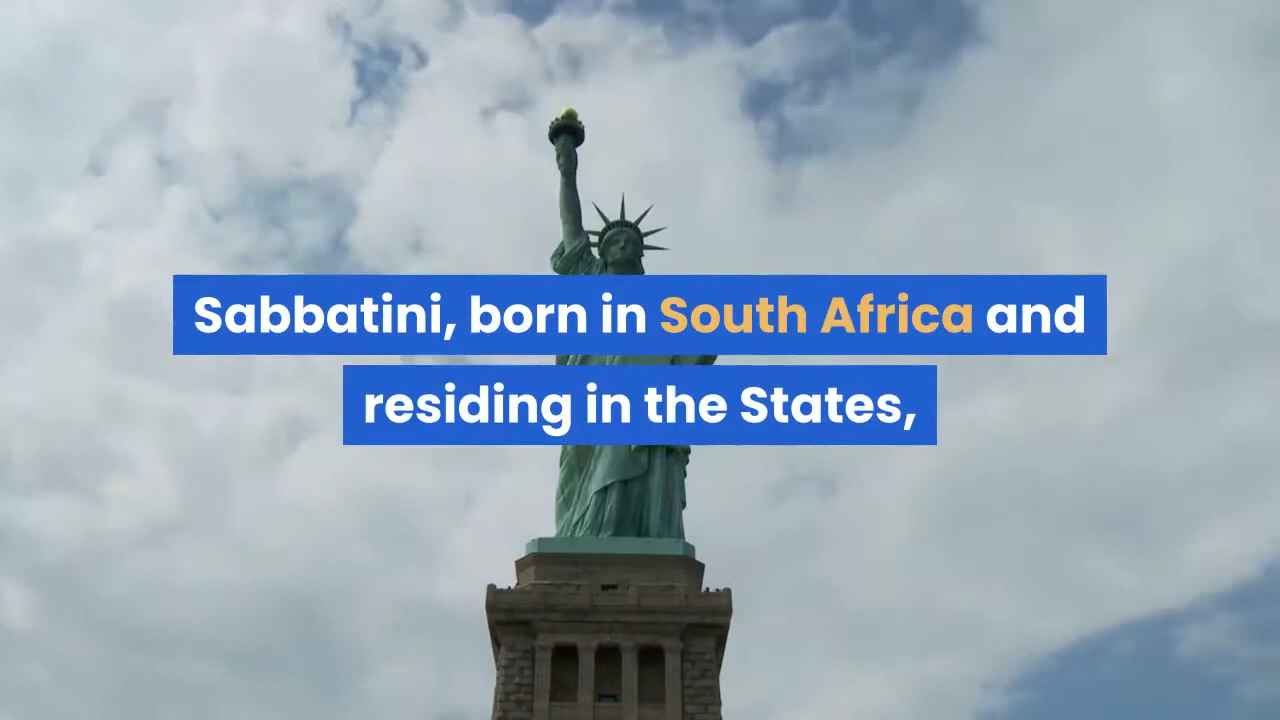 Sabbatini, born in South Africa and
residing in the States,